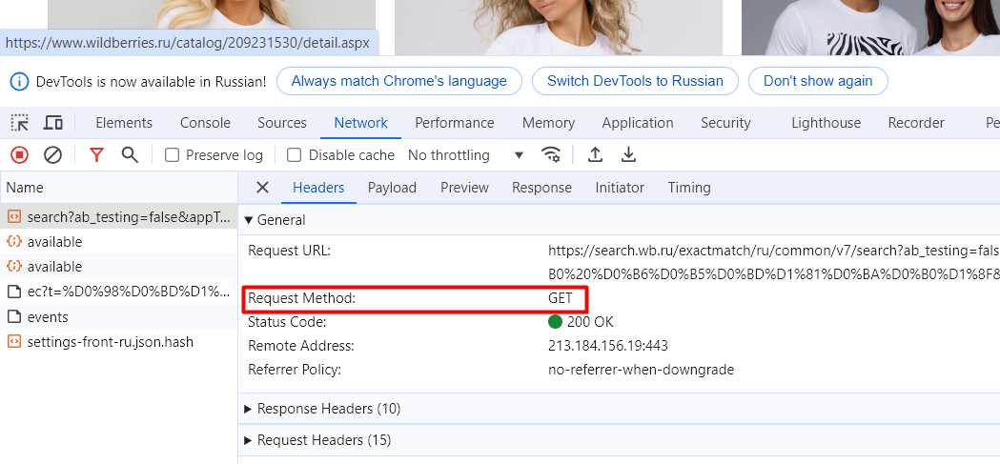 https://www.wildberries.ru/catalog/209231530/detail.aspx
DevTools is now available in Russian! Always match Chrome's language Switch DevTools to Russian Don't show again
Elements Console Sources Network Performance Memory Application Security Lighthouse Recorder Pe
Preserve log Disable cache No throttling
Name Headers Payload Preview Response Initiator Timing
search?ab_testing=false&appT... General
available Request URL: https://search.wb.ru/exactmatch/ru/common/v7/search?ab_testing=fals
available B0%20%D0%B6%D0%B5%D0%BD%D1%81%D0%BA%D0%B0%D1%8F&
ec?t=%D0%98%D0%BD%D1%... Request Method: GET
events Status Code: 200 OK
settings-front-ru.json.hash Remote Address: 213.184.156.19:443
Referrer Policy: no-referrer-when-downgrade
Response Headers (10)
Request Headers (15)